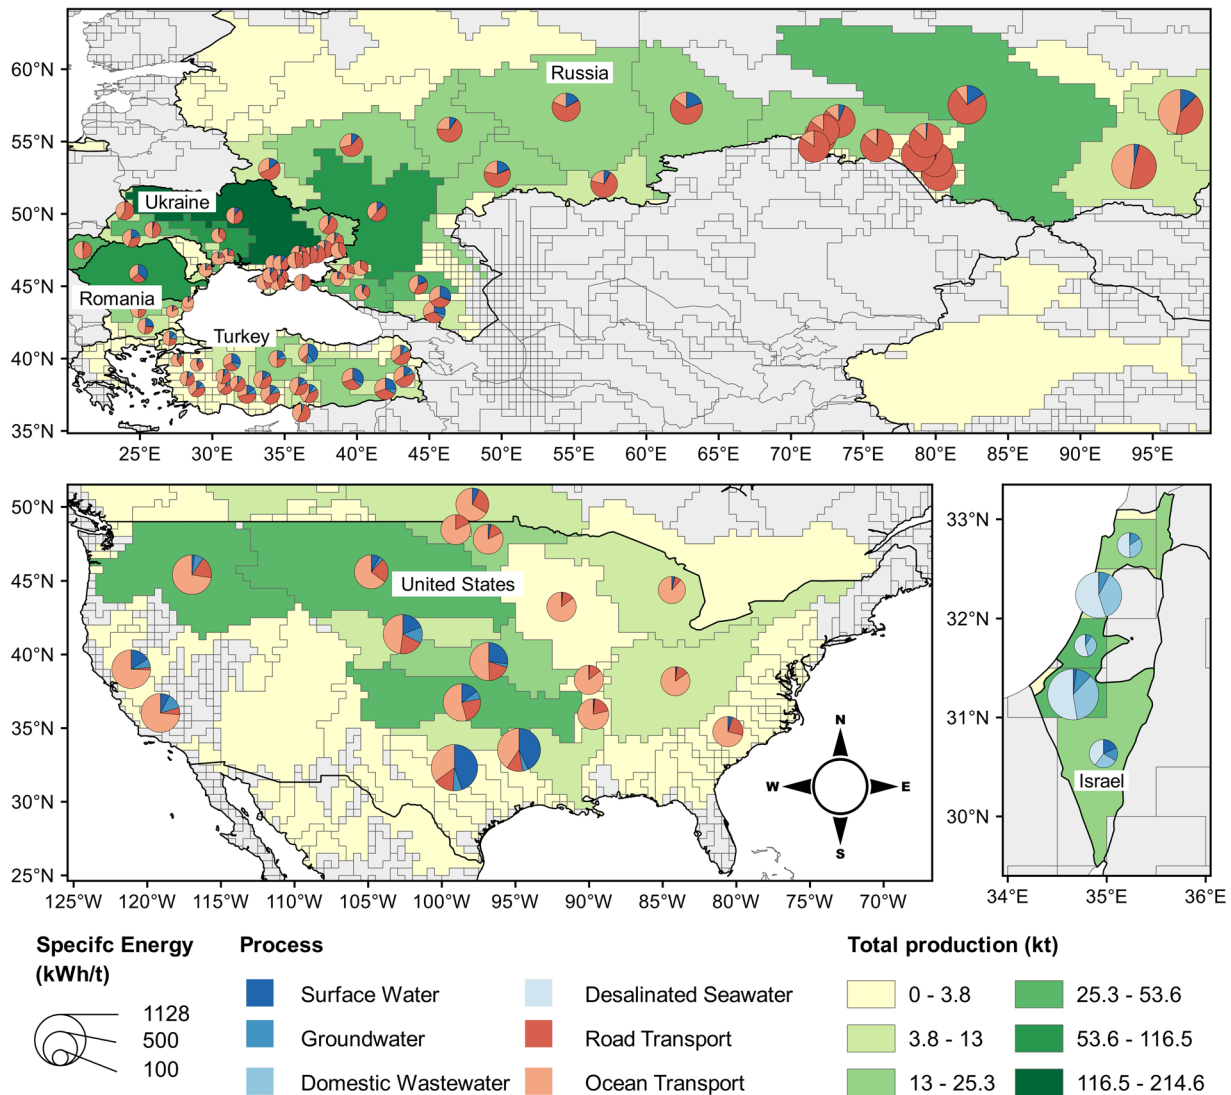 60°N
55°N
50°N
45°N
40°N
35°N
Russia
Ukraine
Romania
Turkey
25°E 30°E 35°E 40°E 45°E 50°E 55°E 60°E 65°E 70°E 75°E 80°E 85°E 90°E 95°E
50°N
45°N
40°N
35°N
30°N
25°N
United States
N
W E
S
125°W 120°W 115°W 110°W 105°W 100°W 95°W 90°W 85°W 80°W 75°W 70°W
33°N
32°N
31°N
30°N
Israel
34°E 35°E 36°E
Specifc Energy
(kWh/t)
1128
500
100
Process
Surface Water
Groundwater
Domestic Wastewater
Desalinated Seawater
Road Transport
Ocean Transport
Total production (kt)
0 - 3.8
3.8 - 13
13 - 25.3
25.3 - 53.6
53.6 - 116.5
116.5 - 214.6